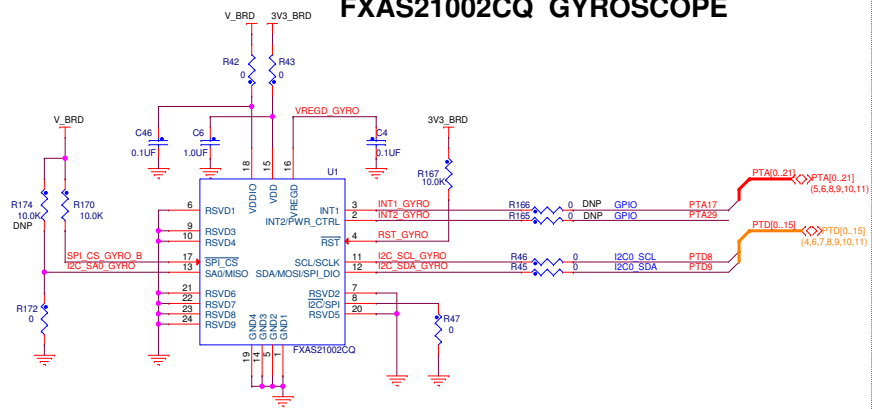 FXAS21002CQ GYROSCOPE
V_BRD 3V3_BRD
R42 R43
0 0
VREGD_GYRO
V_BRD
C46 C6 C4 3V3_BRD
0.1UF 1.0UF 0.1UF
18 15 16
U1
R167
10.0K
VDDIO VDD VREGD
R174 R170
10.0K 10.0K
DNP
6 RSVD1
9 RSVD3
10 RSVD4
SPI_CS_GYRO_B 17 SPI_CS
I2C_SA0_GYRO 13 SA0/MISO
21 RSVD6
22 RSVD7
23 RSVD8
24 RSVD9
R172
0
INT1 3 INT1_GYRO R166 0 DNP GPIO PTA17
INT2/PWR_CTRL 2 INT2_GYRO R165 0 DNP GPIO PTA29
RST 4 RST_GYRO
SCL/SCLK 11 I2C_SCL_GYRO R46 0 I2C0_SCL PTD8
SDA/MOSI/SPI_DIO 12 I2C_SDA_GYRO R45 0 I2C0_SDA PTD9
RSVD2 7
I2C/SPI 8
RSVD5 20
R47
0
GND4 GND3 GND2 GND1
FXAS21002CQ
19 14 5 1
PTA[0..21] PTA[0..21]
(5,6,8,9,10,11)
PTD[0..15] PTD[0..15]
(4,6,7,8,9,10,11)